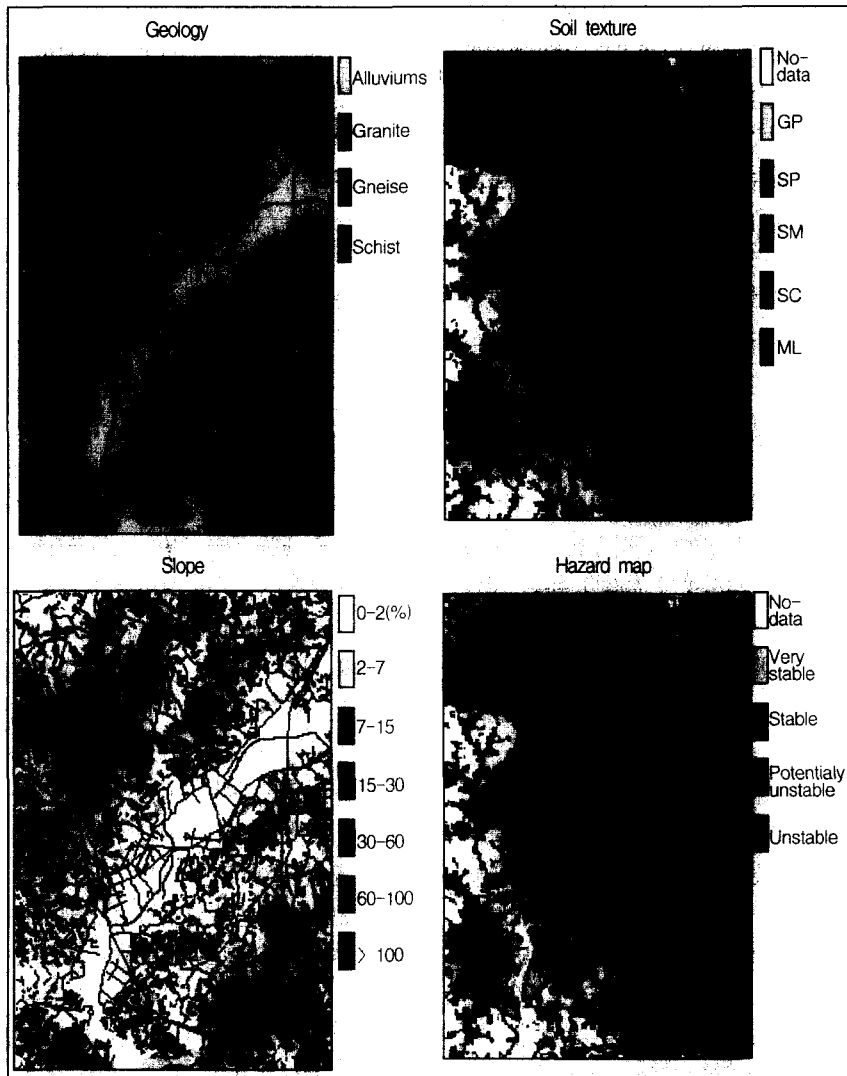 Geology
Alluviums
Granite
Gneise
Schist
Soil texture
No-
data
GP
SP
SM
SC
ML
Slope
0-2(%)
2-7
7-15
15-30
30-60
60-100
> 100
Hazard map
No-
data
Very
stable
Stable
Potentialy
unstable
Unstable